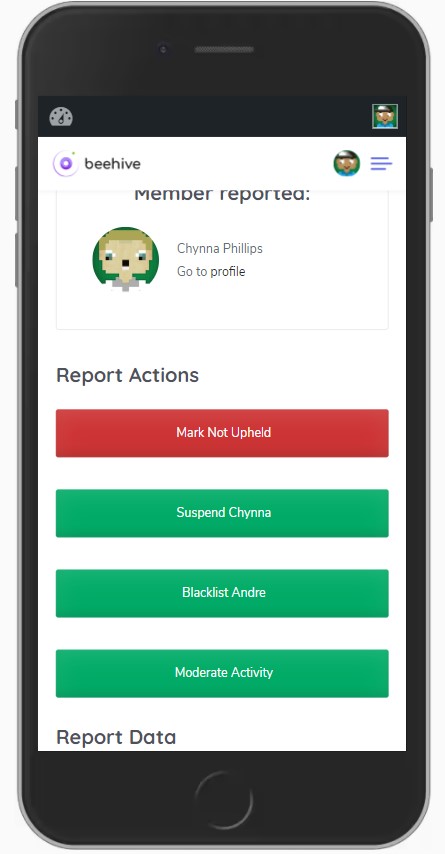 beehive
Member reported:
Chynna Phillips
Go to profile
Report Actions
Mark Not Upheld
Suspend Chynna
Blacklist Andre
Moderate Activity
Report Data